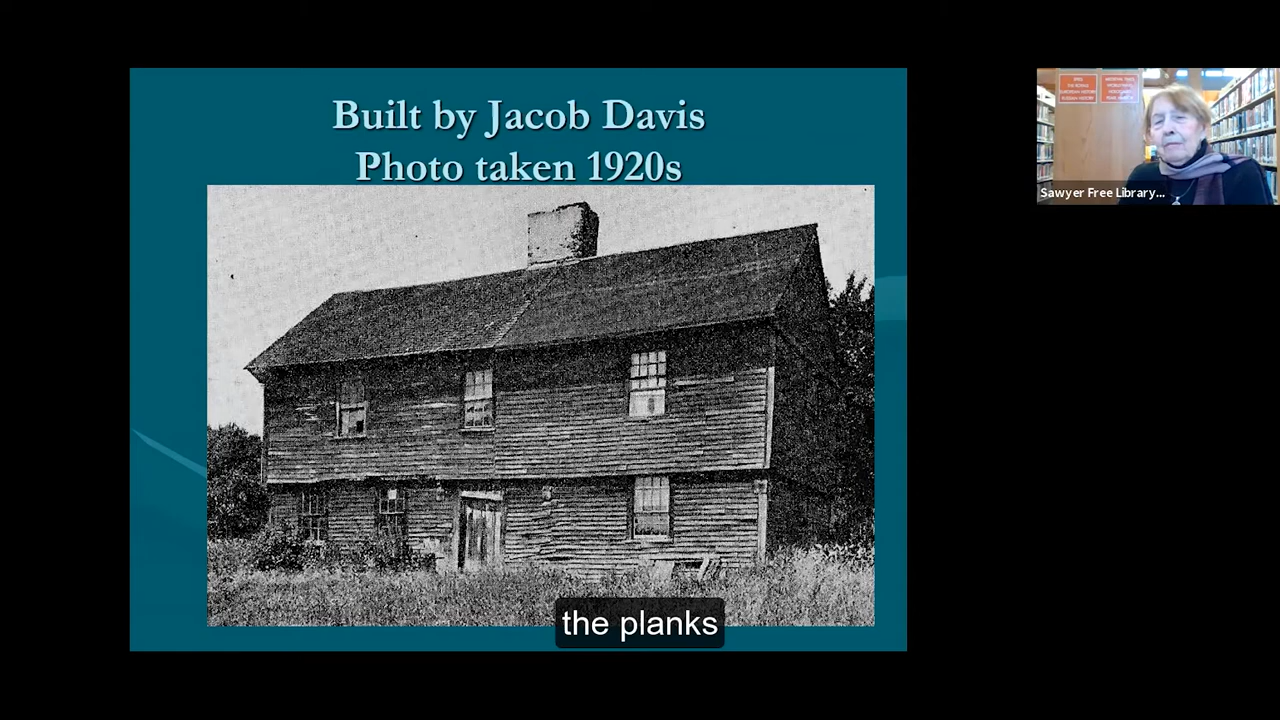 Built by Jacob Davis
Photo taken 1920s
Sawyer Free Library...
the planks